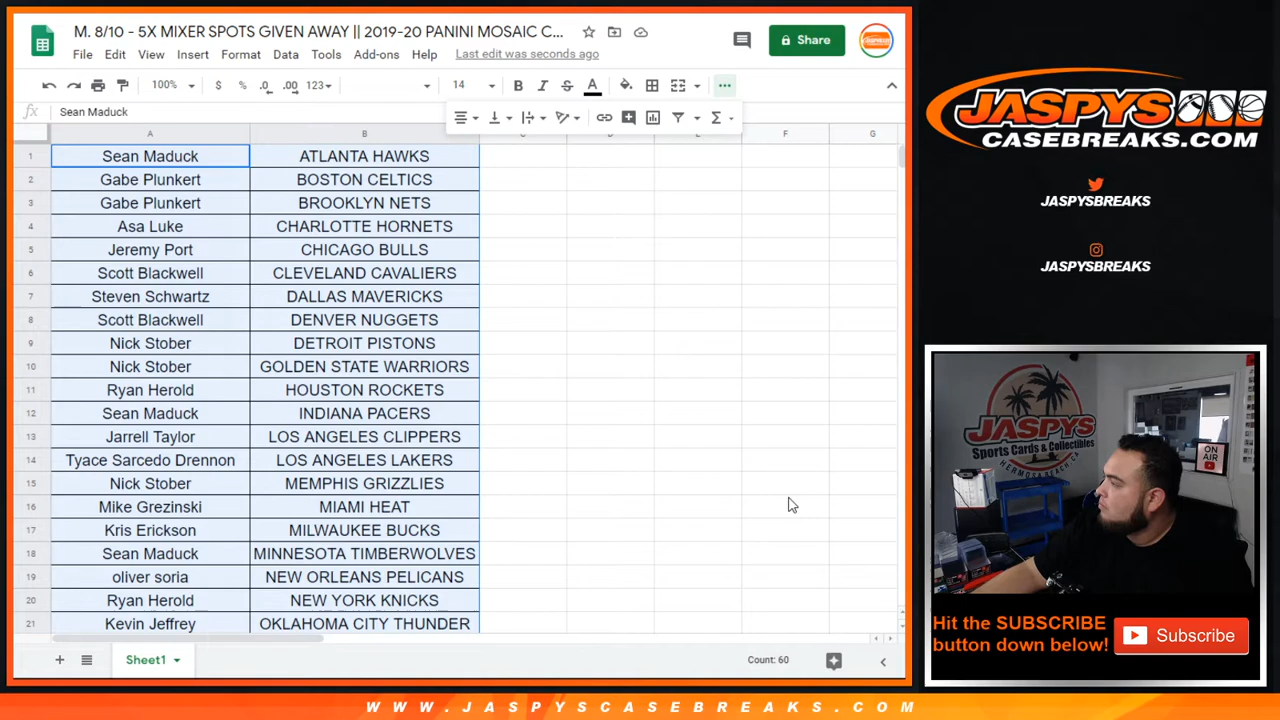 M. 8/10 - 5X MIXER SPOTS GIVEN AWAY || 2019-20 PANINI MOSAIC C...
File Edit View Insert Format Data Tools Add-ons Help Last edit was seconds ago
Share
100% $ % .0 .00 123 14 B I S A
fx Sean Maduck
A B C D E F G
1 Sean Maduck ATLANTA HAWKS
2 Gabe Plunkert BOSTON CELTICS
3 Gabe Plunkert BROOKLYN NETS
4 Asa Luke CHARLOTTE HORNETS
5 Jeremy Port CHICAGO BULLS
6 Scott Blackwell CLEVELAND CAVALIERS
7 Steven Schwartz DALLAS MAVERICKS
8 Scott Blackwell DENVER NUGGETS
9 Nick Stober DETROIT PISTONS
10 Nick Stober GOLDEN STATE WARRIORS
11 Ryan Herold HOUSTON ROCKETS
12 Sean Maduck INDIANA PACERS
13 Jarrell Taylor LOS ANGELES CLIPPERS
14 Tyace Sarcedo Drennon LOS ANGELES LAKERS
15 Nick Stober MEMPHIS GRIZZLIES
16 Mike Grezinski MIAMI HEAT
17 Kris Erickson MILWAUKEE BUCKS
18 Sean Maduck MINNESOTA TIMBERWOLVES
19 oliver soria NEW ORLEANS PELICANS
20 Ryan Herold NEW YORK KNICKS
21 Kevin Jeffrey OKLAHOMA CITY THUNDER
Sheet1
Count: 60
JASPYS
CASEBREAKS.COM
JASPYSBREAKS
JASPYSBREAKS
JASPYS
Sports Cards & Collectibles
HERMOSA BEACH CA
ON
AIR
Hit the SUBSCRIBE
button down below!
Subscribe
WWW.JASPYSCASEBREAKS.COM